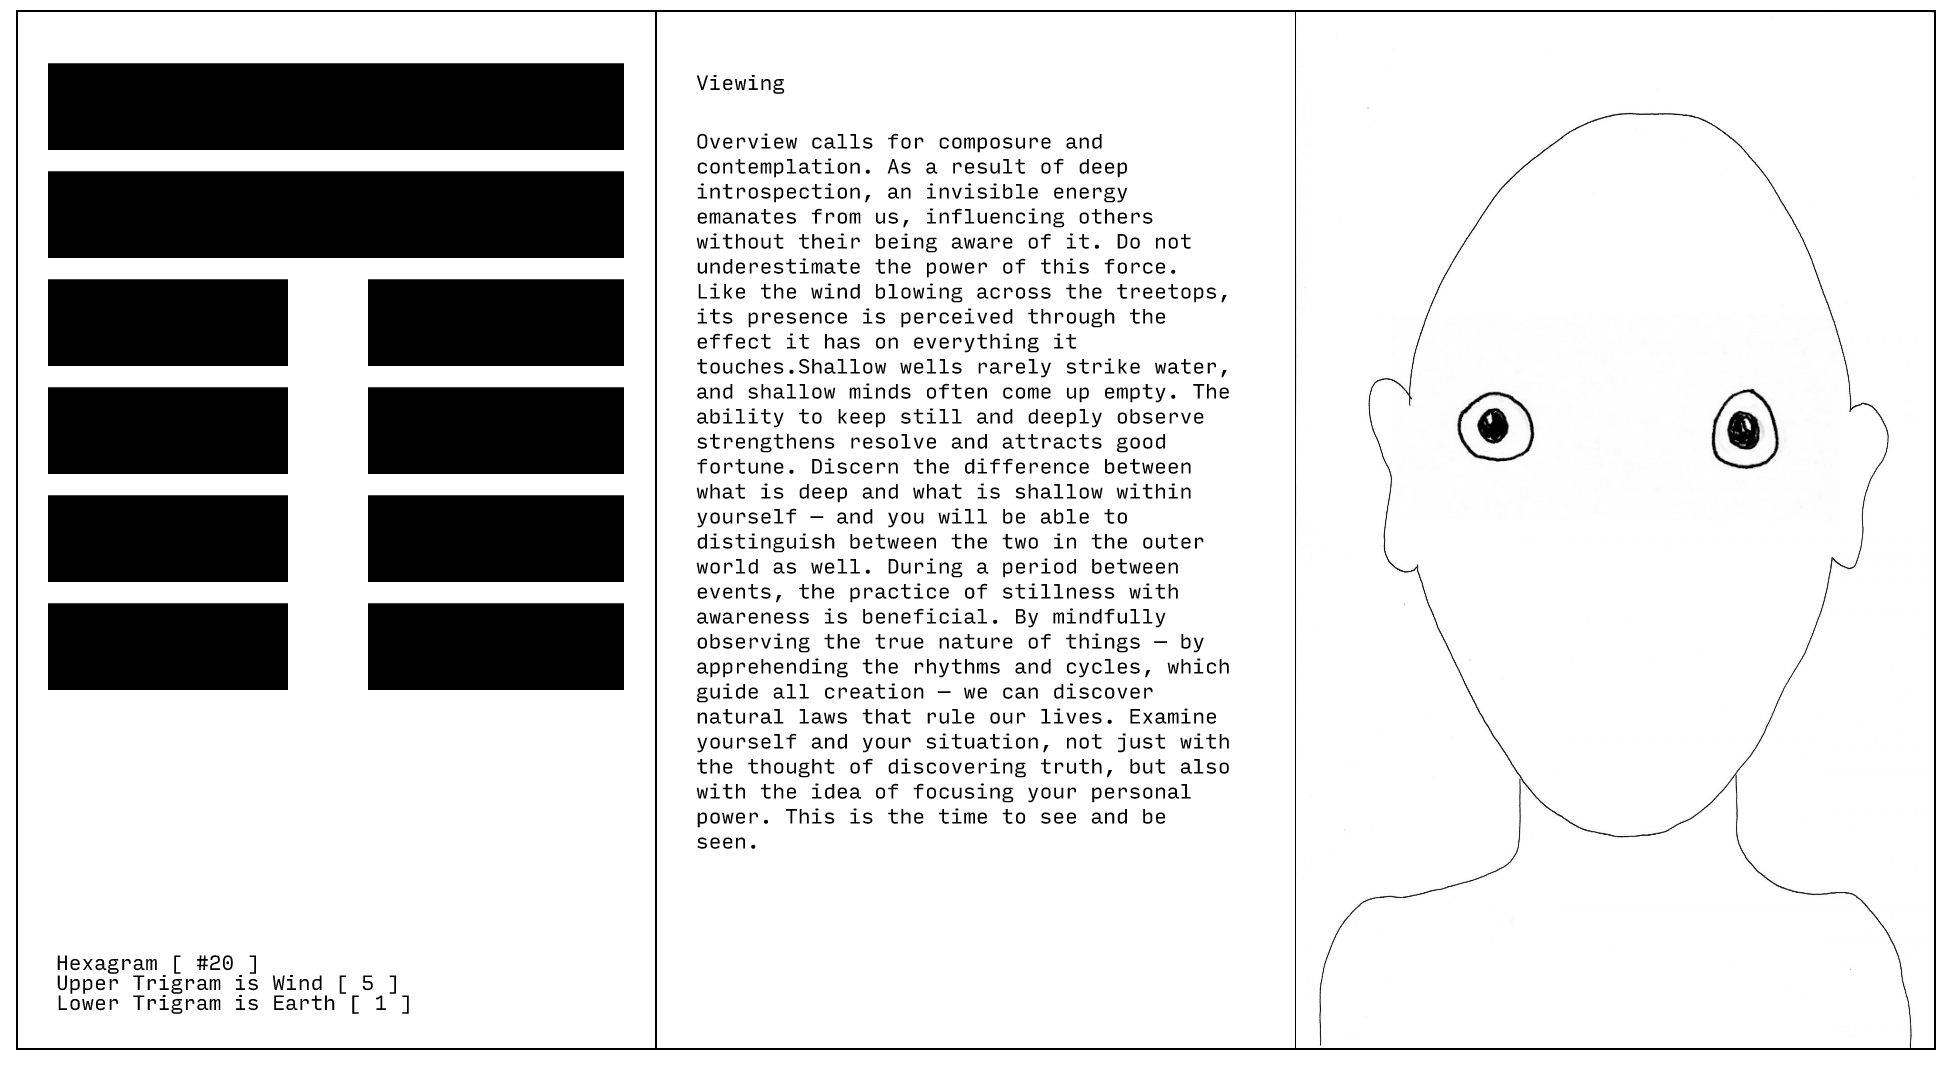 Viewing
Overview calls for composure and
contemplation. As a result of deep
introspection, an invisible energy
emanates from us, influencing others
without their being aware of it. Do not
underestimate the power of this force.
Like the wind blowing across the treetops,
its presence is perceived through the
effect it has on everything it
touches.Shallow wells rarely strike water,
and shallow minds often come up empty. The
ability to keep still and deeply observe
strengthens resolve and attracts good
fortune. Discern the difference between
what is deep and what is shallow within
yourself — and you will be able to
distinguish between the two in the outer
world as well. During a period between
events, the practice of stillness with
awareness is beneficial. By mindfully
observing the true nature of things — by
apprehending the rhythms and cycles, which
guide all creation — we can discover
natural laws that rule our lives. Examine
yourself and your situation, not just with
the thought of discovering truth, but also
with the idea of focusing your personal
power. This is the time to see and be
seen.
Hexagram [ #20 ]
Upper Trigram is Wind [ 5 ]
Lower Trigram is Earth [ 1 ]